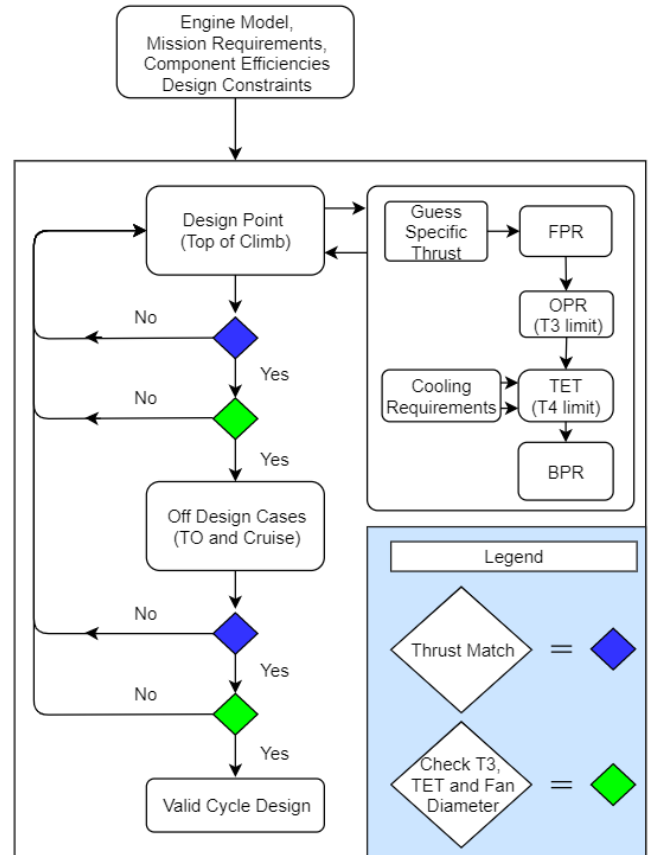 Engine Model,
Mission Requirements,
Component Efficiencies
Design Constraints
Design Point
(Top of Climb)
Guess
Specific
Thrust
FPR
OPR
(T3 limit)
Cooling
Requirements
TET
(T4 limit)
BPR
No
Yes
No
Yes
Off Design Cases
(TO and Cruise)
No
Yes
No
Yes
Valid Cycle Design
Legend
Thrust Match
=
Check T3,
TET and Fan
Diameter
=